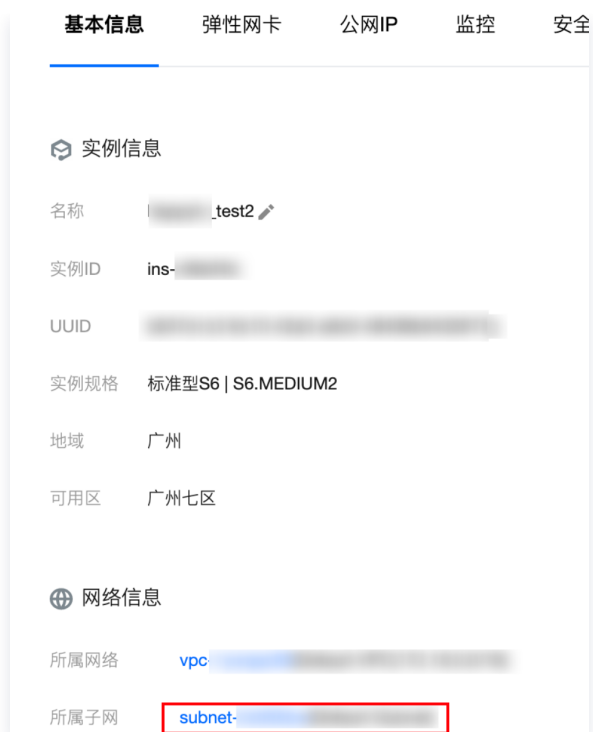 基本信息 弹性网卡 公网IP 监控 安全
实例信息
名称 _test2
实例ID ins-
UUID
实例规格 标准型S6 | S6.MEDIUM2
地域 广州
可用区 广州七区
网络信息
所属网络 vpc-
所属子网 subnet-